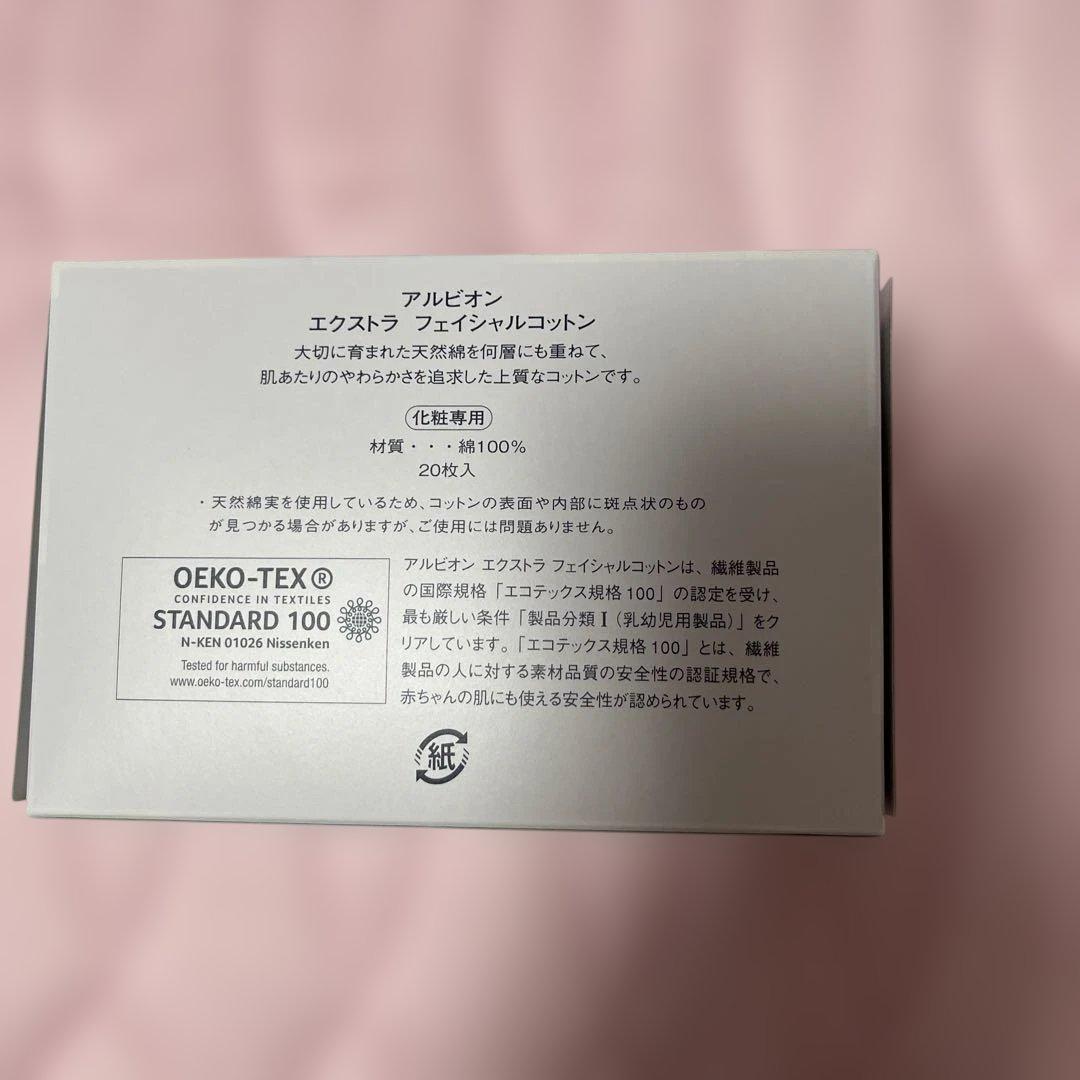 アルビオン
エクストラ フェイシャルコットン
大切に育まれた天然綿を何層にも重ねて、
肌あたりのやわらかさを追求した上質なコットンです。
化粧専用
材質・・・綿100%
20枚入
・天然綿実を使用しているため、コットンの表面や内部に斑点状のもの
が見つかる場合がありますが、ご使用には問題ありません。
OEKO-TEX®
CONFIDENCE IN TEXTILES
STANDARD 100
N-KEN 01026 Nissenken
Tested for harmful substances.
www.oeko-tex.com/standard100
アルビオン エクストラ フェイシャルコットンは、繊維製品
の国際規格「エコテックス規格100」の認定を受け、
最も厳しい条件「製品分類Ⅰ（乳幼児用製品）」をク
リアしています。「エコテックス規格100」とは、繊維
製品の人に対する素材品質の安全性の認証規格で、
赤ちゃんの肌にも使える安全性が認められています。
紙